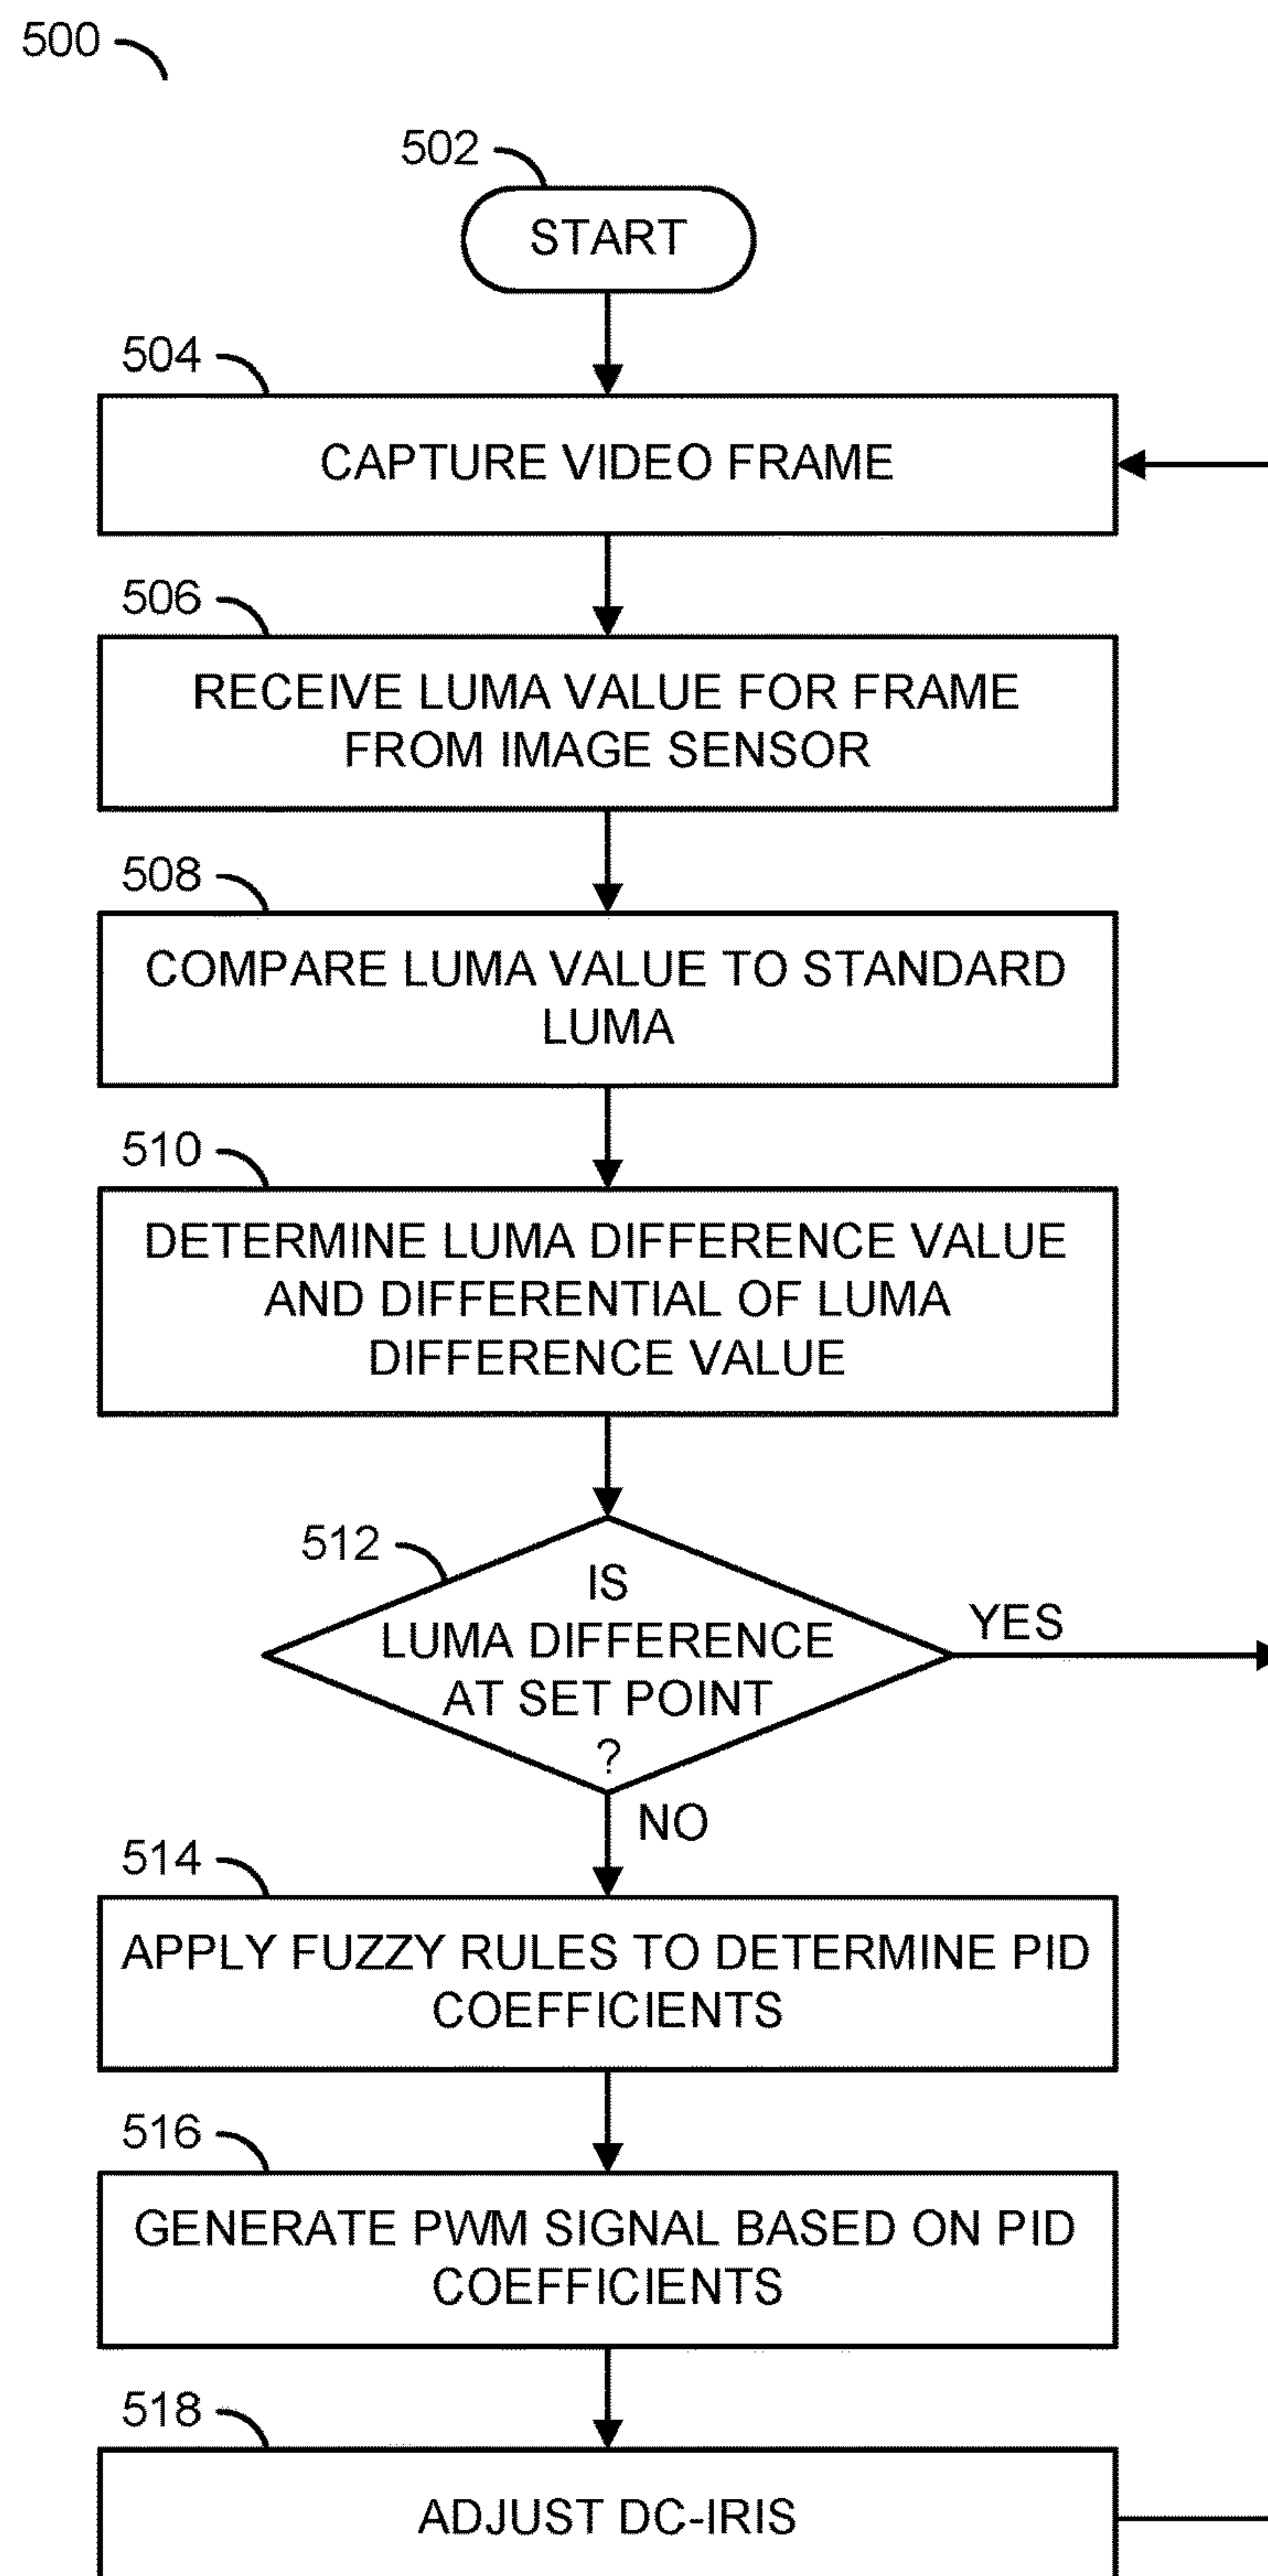 500
502
START
504
CAPTURE VIDEO FRAME
506
RECEIVE LUMA VALUE FOR FRAME
FROM IMAGE SENSOR
508
COMPARE LUMA VALUE TO STANDARD
LUMA
510
DETERMINE LUMA DIFFERENCE VALUE
AND DIFFERENTIAL OF LUMA
DIFFERENCE VALUE
512
IS
LUMA DIFFERENCE
AT SET POINT
?
YES
NO
514
APPLY FUZZY RULES TO DETERMINE PID
COEFFICIENTS
516
GENERATE PWM SIGNAL BASED ON PID
COEFFICIENTS
518
ADJUST DC-IRIS